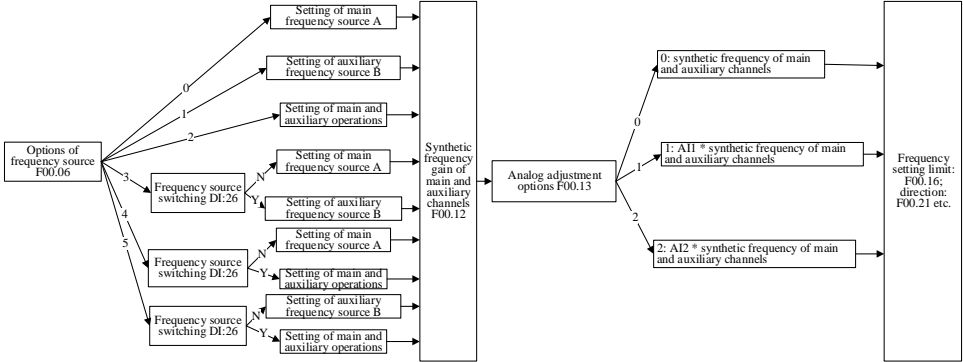 Options of
frequency source
F00.06
0
1
2
3
4
5
Setting of main
frequency source A
Setting of auxiliary
frequency source B
Setting of main and
auxiliary operations
Frequency source
switching DI:26
N
Y
Setting of main
frequency source A
Setting of auxiliary
frequency source B
Frequency source
switching DI:26
N
Y
Setting of main
frequency source A
Setting of main and
auxiliary operations
Frequency source
switching DI:26
N
Y
Setting of auxiliary
frequency source B
Setting of main and
auxiliary operations
Synthetic
frequency
gain of
main and
auxiliary
channels
F00.12
Analog adjustment
options F00.13
0
1
2
0: synthetic frequency of main
and auxiliary channels
1: AI1 * synthetic frequency of main
and auxiliary channels
2: AI2 * synthetic frequency of main
and auxiliary channels
Frequency
setting limit:
F00.16;
direction:
F00.21 etc.